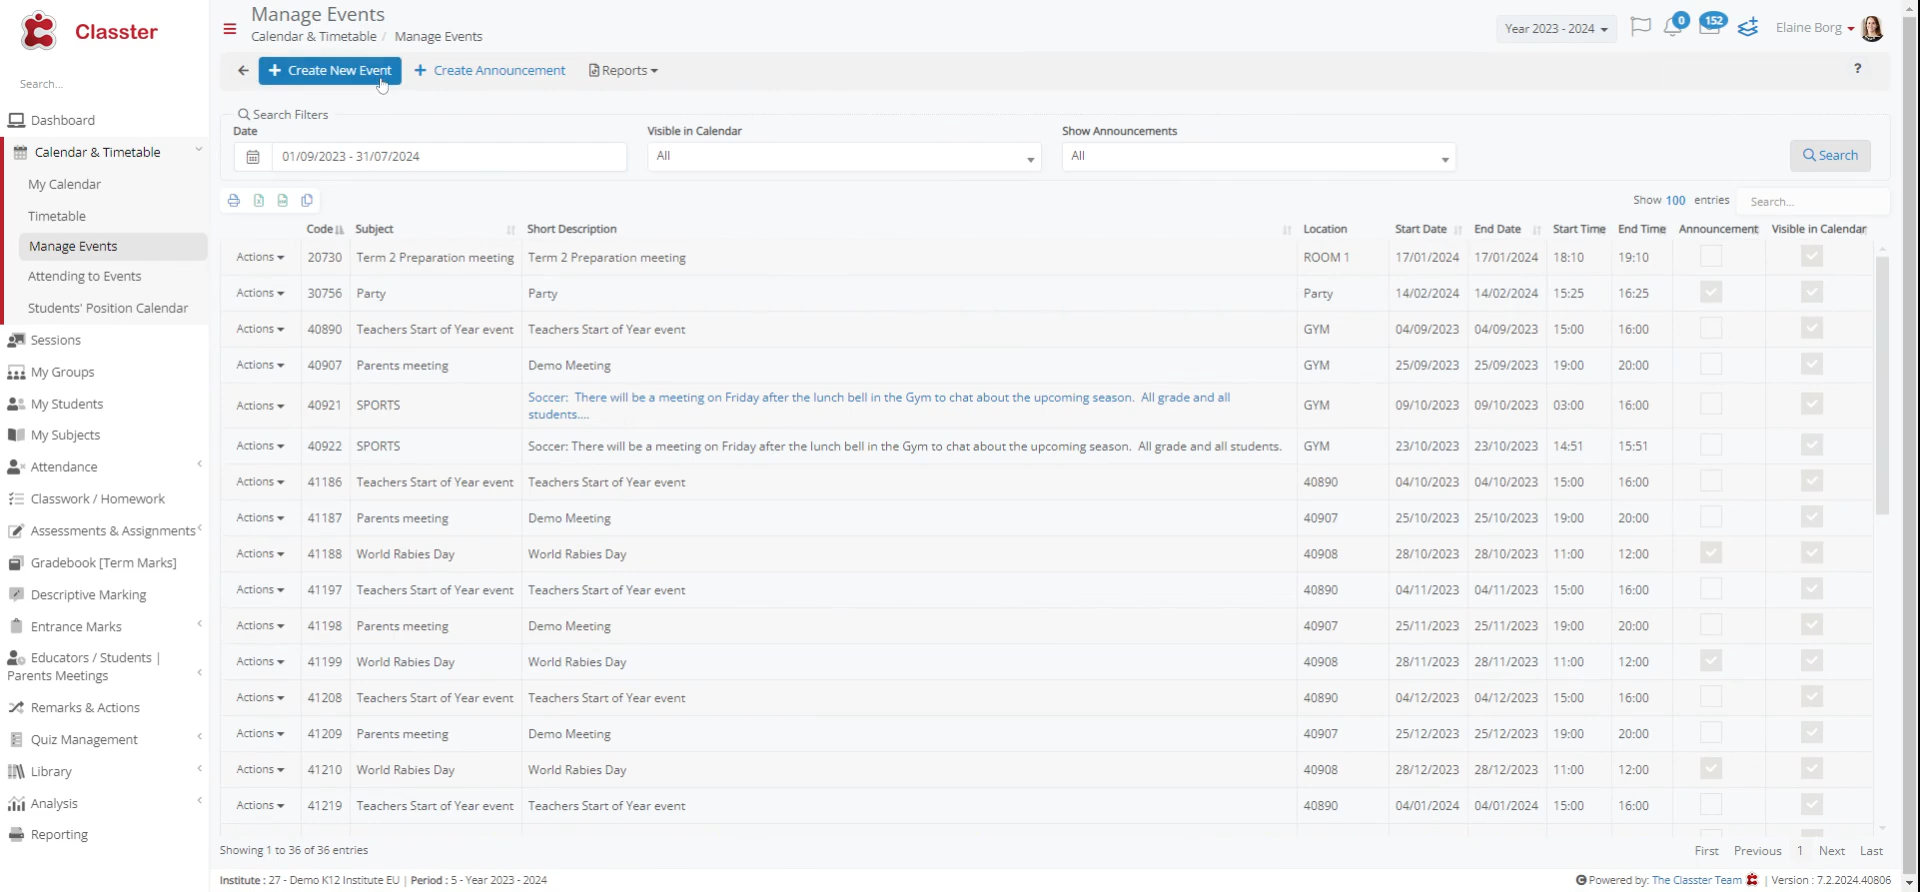 Classter
Search...
Dashboard
Calendar & Timetable
My Calendar
Timetable
Manage Events
Attending to Events
Students' Position Calendar
Sessions
My Groups
My Students
My Subjects
Attendance
Classwork / Homework
Assessments & Assignments
Gradebook [Term Marks]
Descriptive Marking
Entrance Marks
Educators / Students |
Parents Meetings
Remarks & Actions
Quiz Management
Library
Analysis
Reporting
Manage Events
Calendar & Timetable / Manage Events
Year 2023 - 2024
0
152
Elaine Borg
+ Create New Event + Create Announcement Reports ?
Search Filters
Date Visible in Calendar Show Announcements
01/09/2023 - 31/07/2024 All All Search
Show 100 entries Search...
Code Subject Short Description Location Start Date End Date Start Time End Time Announcement Visible in Calendar
Actions 20730 Term 2 Preparation meeting Term 2 Preparation meeting ROOM 1 17/01/2024 17/01/2024 18:10 19:10
Actions 30756 Party Party Party 14/02/2024 14/02/2024 15:25 16:25
Actions 40890 Teachers Start of Year event Teachers Start of Year event GYM 04/09/2023 04/09/2023 15:00 16:00
Actions 40907 Parents meeting Demo Meeting GYM 25/09/2023 25/09/2023 19:00 20:00
Actions 40921 SPORTS Soccer: There will be a meeting on Friday after the lunch bell in the Gym to chat about the upcoming season. All grade and all
students.... GYM 09/10/2023 09/10/2023 03:00 16:00
Actions 40922 SPORTS Soccer: There will be a meeting on Friday after the lunch bell in the Gym to chat about the upcoming season. All grade and all students. GYM 23/10/2023 23/10/2023 14:51 15:51
Actions 41186 Teachers Start of Year event Teachers Start of Year event 40890 04/10/2023 04/10/2023 15:00 16:00
Actions 41187 Parents meeting Demo Meeting 40907 25/10/2023 25/10/2023 19:00 20:00
Actions 41188 World Rabies Day World Rabies Day 40908 28/10/2023 28/10/2023 11:00 12:00
Actions 41197 Teachers Start of Year event Teachers Start of Year event 40890 04/11/2023 04/11/2023 15:00 16:00
Actions 41198 Parents meeting Demo Meeting 40907 25/11/2023 25/11/2023 19:00 20:00
Actions 41199 World Rabies Day World Rabies Day 40908 28/11/2023 28/11/2023 11:00 12:00
Actions 41208 Teachers Start of Year event Teachers Start of Year event 40890 04/12/2023 04/12/2023 15:00 16:00
Actions 41209 Parents meeting Demo Meeting 40907 25/12/2023 25/12/2023 19:00 20:00
Actions 41210 World Rabies Day World Rabies Day 40908 28/12/2023 28/12/2023 11:00 12:00
Actions 41219 Teachers Start of Year event Teachers Start of Year event 40890 04/01/2024 04/01/2024 15:00 16:00
Showing 1 to 36 of 36 entries First Previous 1 Next Last
Institute : 27 - Demo K12 Institute EU | Period : 5 - Year 2023 - 2024 Powered by: The Classter Team | Version : 7.2.2024.40806